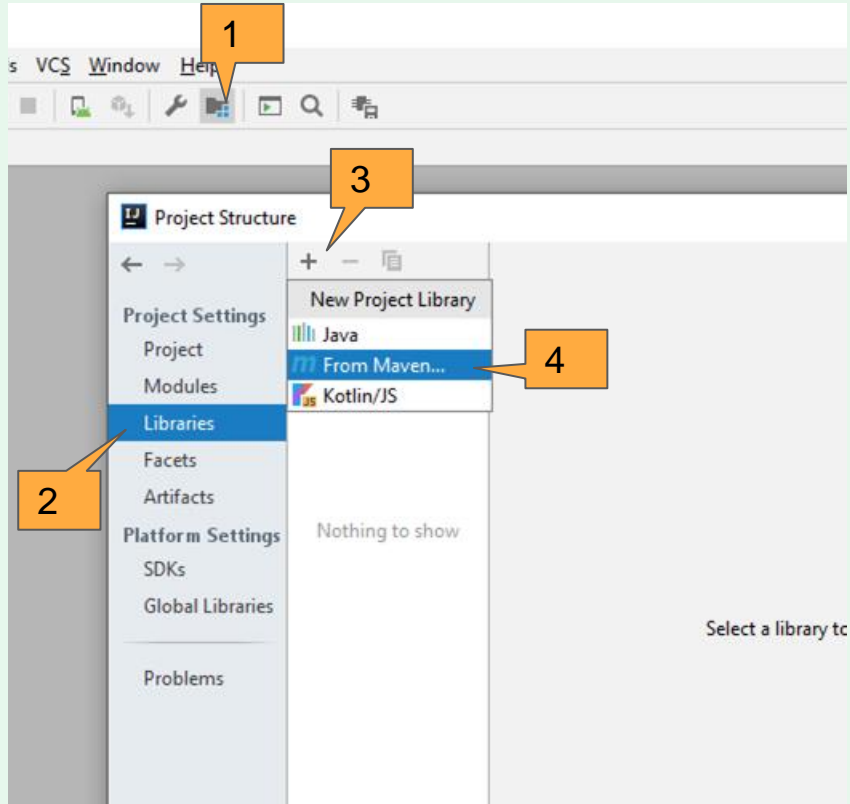 1
s VCS Window Help
3
Project Structure
New Project Library
Project Settings
Java
Project
From Maven...
4
Modules
Kotlin/JS
Libraries
Facets
2
Artifacts
Platform Settings
Nothing to show
SDKs
Global Libraries
Select a library to
Problems